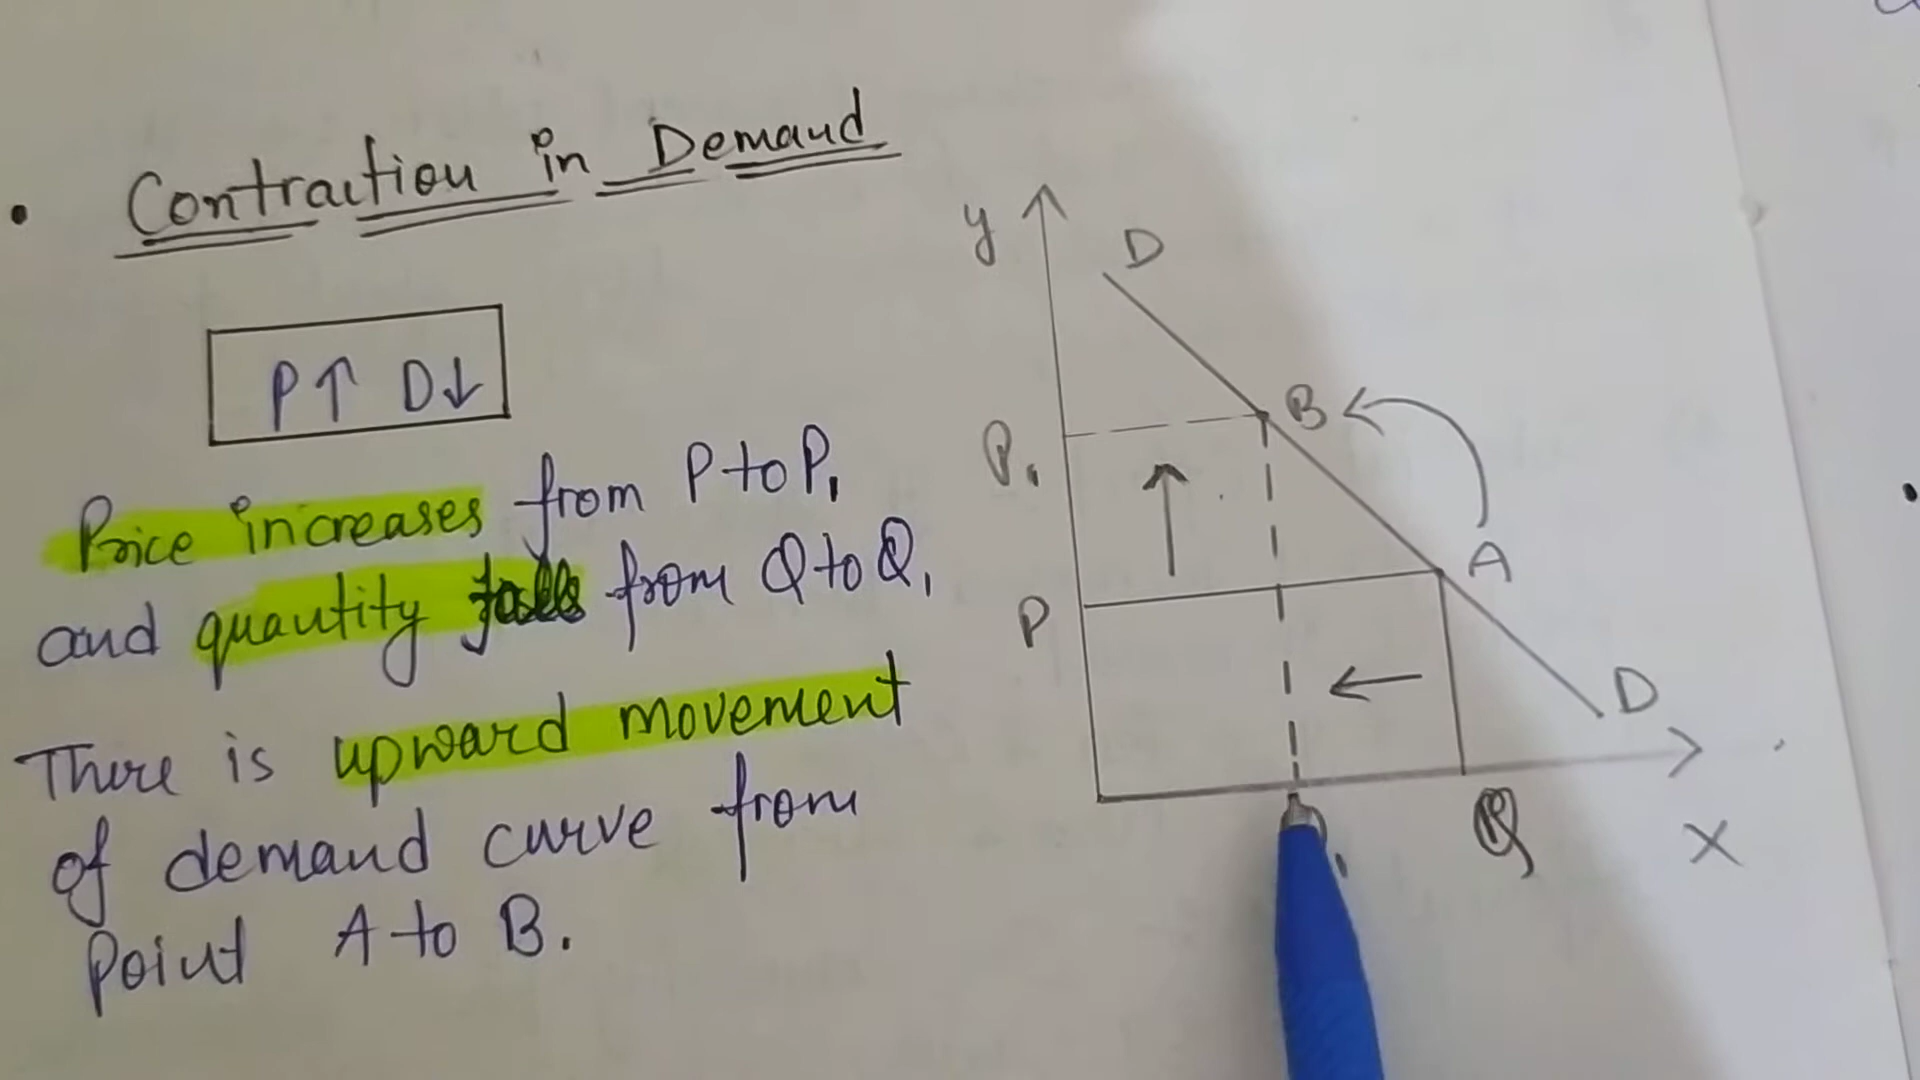 • Contraction in Demand
P↑ D↓
Price increases from P to P₁
and quantity falls from Q to Q₁
There is upward movement
of demand curve from
point A to B.
y
D
B
P₁
A
P
D
Q
X